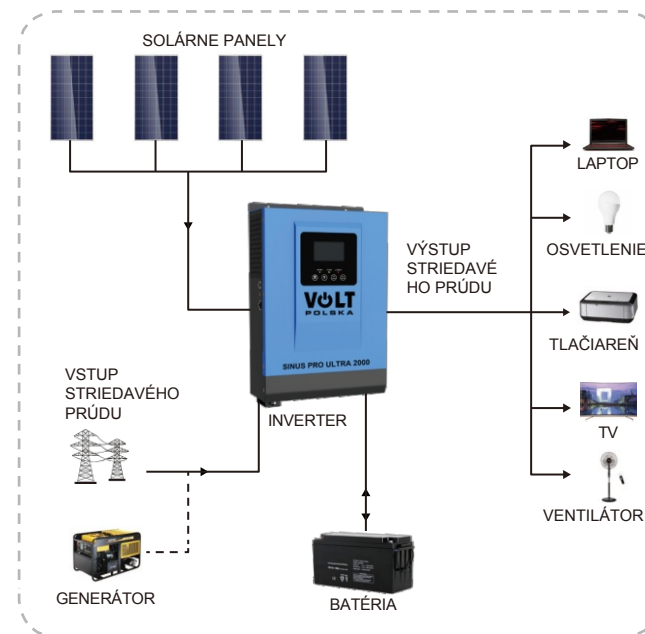 SOLÁRNE PANELY
LAPTOP
VÝSTUP
STRIEDAVÉ
HO PRÚDU
OSVETLENIE
VOLT
POLSKA
TLAČIAREŇ
SINUS PRO ULTRA 2000
VSTUP
STRIEDAVÉHO
PRÚDU
INVERTER
TV
VENTILÁTOR
GENERÁTOR
BATÉRIA